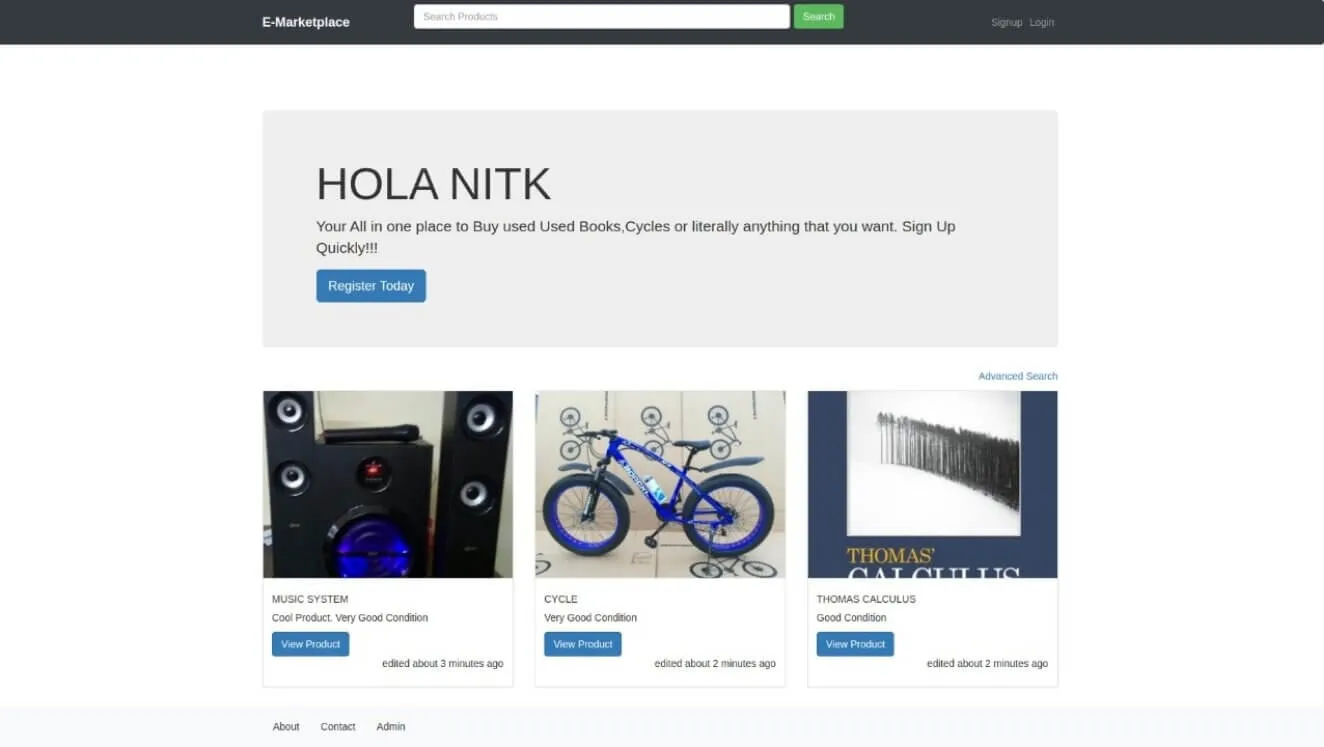 E-Marketplace
Search Products
Search
Signup Login
HOLA NITK
Your All in one place to Buy used Used Books,Cycles or literally anything that you want. Sign Up
Quickly!!!
Register Today
Advanced Search
THOMAS'
CALCULUS
MUSIC SYSTEM
Cool Product. Very Good Condition
View Product
edited about 3 minutes ago
CYCLE
Very Good Condition
View Product
edited about 2 minutes ago
THOMAS CALCULUS
Good Condition
View Product
edited about 2 minutes ago
About Contact Admin